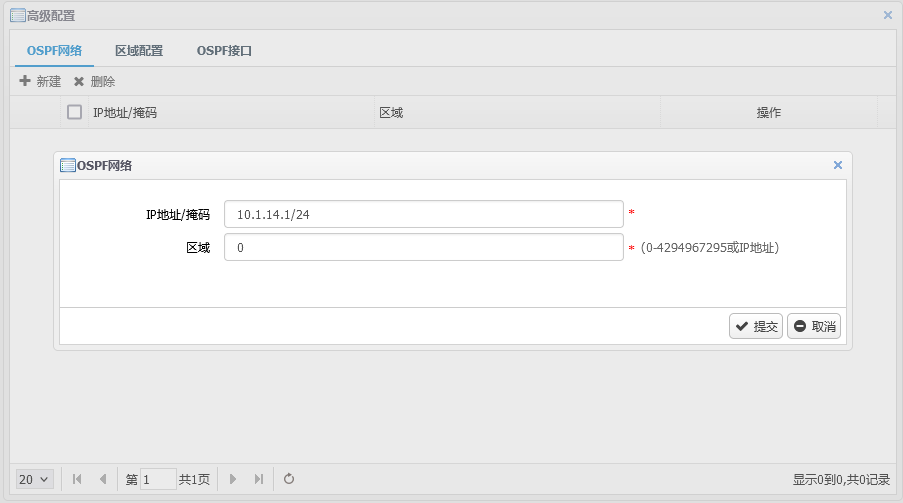 高级配置
OSPF网络 区域配置 OSPF接口
新建 删除
IP地址/掩码 区域 操作
OSPF网络
IP地址/掩码 10.1.14.1/24 *
区域 0 * (0-4294967295或IP地址)
提交 取消
20 第 1 共1页 显示0到0,共0记录